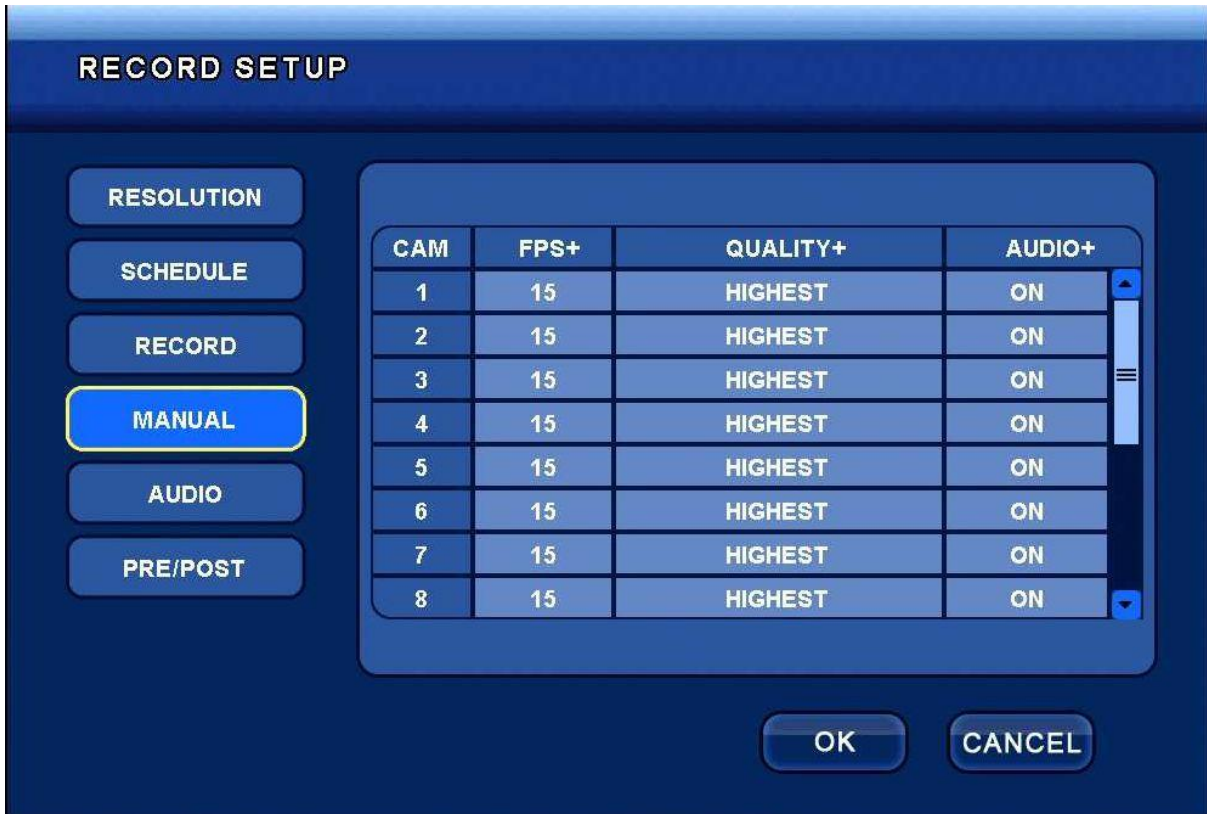 RECORD SETUP
RESOLUTION
SCHEDULE
RECORD
MANUAL
AUDIO
PRE/POST
CAM FPS+ QUALITY+ AUDIO+
1 15 HIGHEST ON
2 15 HIGHEST ON
3 15 HIGHEST ON
4 15 HIGHEST ON
5 15 HIGHEST ON
6 15 HIGHEST ON
7 15 HIGHEST ON
8 15 HIGHEST ON
OK CANCEL